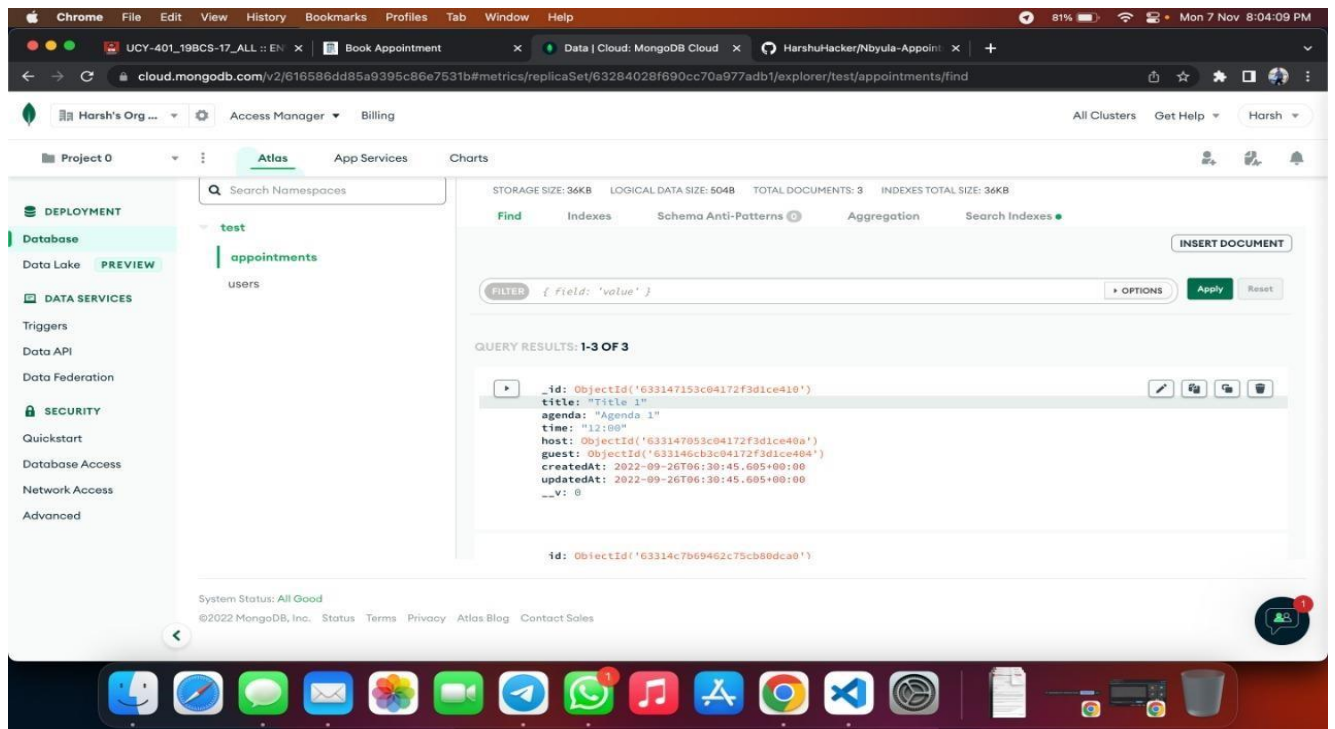 Chrome File Edit View History Bookmarks Profiles Tab Window Help 81% Mon 7 Nov 8:04:09 PM
UCY-401_19BCS-17_ALL :: EN Book Appointment Data | Cloud: MongoDB Cloud HarshuHacker/Nbyula-Appoint
cloud.mongodb.com/v2/616586dd85a9395c86e7531b#metrics/replicaSet/63284028f690cc70a977adb1/explorer/test/appointments/find
Harsh's Org ... Access Manager Billing All Clusters Get Help Harsh
Project 0 Atlas App Services Charts
Search Namespaces
test
appointments
users
DEPLOYMENT
Database
Data Lake PREVIEW
DATA SERVICES
Triggers
Data API
Data Federation
SECURITY
Quickstart
Database Access
Network Access
Advanced
STORAGE SIZE: 36KB LOGICAL DATA SIZE: 504B TOTAL DOCUMENTS: 3 INDEXES TOTAL SIZE: 36KB
Find Indexes Schema Anti-Patterns 0 Aggregation Search Indexes
INSERT DOCUMENT
FILTER { field: 'value' } OPTIONS Apply Reset
QUERY RESULTS: 1-3 OF 3
_id: ObjectId('633147153c04172f3d1ce410')
title: "Title 1"
agenda: "Agenda 1"
time: "12:00"
host: ObjectId('633147053c04172f3d1ce40a')
guest: ObjectId('633146cb3c04172f3d1ce404')
createdAt: 2022-09-26T06:30:45.605+00:00
updatedAt: 2022-09-26T06:30:45.605+00:00
__v: 0
id: ObjectId('63314c7b69462c75cb80dca0')
System Status: All Good
©2022 MongoDB, Inc. Status Terms Privacy Atlas Blog Contact Sales
1
1